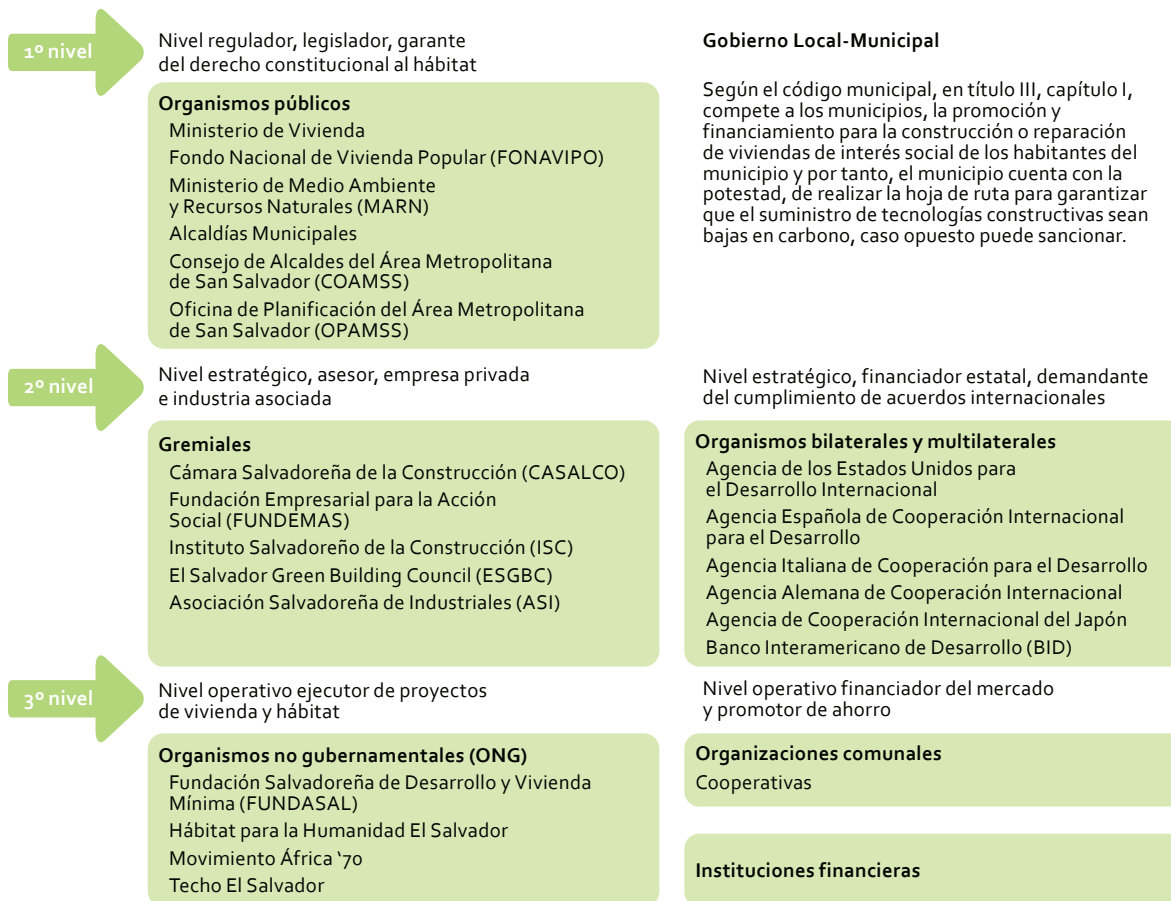 1º nivel
Nivel regulador, legislador, garante
del derecho constitucional al hábitat
Organismos públicos
Ministerio de Vivienda
Fondo Nacional de Vivienda Popular (FONAVIPO)
Ministerio de Medio Ambiente
y Recursos Naturales (MARN)
Alcaldías Municipales
Consejo de Alcaldes del Área Metropolitana
de San Salvador (COAMSS)
Oficina de Planificación del Área Metropolitana
de San Salvador (OPAMSS)
Gobierno Local-Municipal
Según el código municipal, en título III, capítulo I,
compete a los municipios, la promoción y
financiamiento para la construcción o reparación
de viviendas de interés social de los habitantes del
municipio y por tanto, el municipio cuenta con la
potestad, de realizar la hoja de ruta para garantizar
que el suministro de tecnologías constructivas sean
bajas en carbono, caso opuesto puede sancionar.
2º nivel
Nivel estratégico, asesor, empresa privada
e industria asociada
Gremiales
Cámara Salvadoreña de la Construcción (CASALCO)
Fundación Empresarial para la Acción
Social (FUNDEMAS)
Instituto Salvadoreño de la Construcción (ISC)
El Salvador Green Building Council (ESGBC)
Asociación Salvadoreña de Industriales (ASI)
Nivel estratégico, financiador estatal, demandante
del cumplimiento de acuerdos internacionales
Organismos bilaterales y multilaterales
Agencia de los Estados Unidos para
el Desarrollo Internacional
Agencia Española de Cooperación Internacional
para el Desarrollo
Agencia Italiana de Cooperación para el Desarrollo
Agencia Alemana de Cooperación Internacional
Agencia de Cooperación Internacional del Japón
Banco Interamericano de Desarrollo (BID)
3º nivel
Nivel operativo ejecutor de proyectos
de vivienda y hábitat
Organismos no gubernamentales (ONG)
Fundación Salvadoreña de Desarrollo y Vivienda
Mínima (FUNDASAL)
Hábitat para la Humanidad El Salvador
Movimiento África ‘70
Techo El Salvador
Nivel operativo financiador del mercado
y promotor de ahorro
Organizaciones comunales
Cooperativas
Instituciones financieras